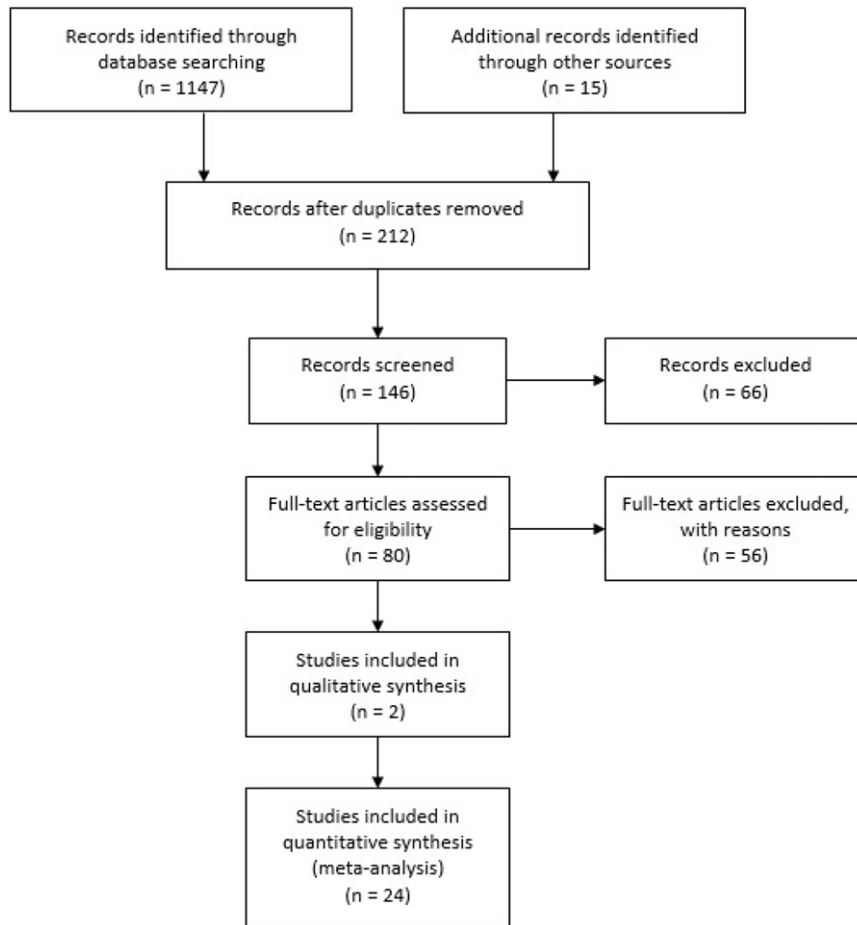 Records identified through
database searching
(n = 1147)
Additional records identified
through other sources
(n = 15)
Records after duplicates removed
(n = 212)
Records screened
(n = 146)
Records excluded
(n = 66)
Full-text articles assessed
for eligibility
(n = 80)
Full-text articles excluded,
with reasons
(n = 56)
Studies included in
qualitative synthesis
(n = 2)
Studies included in
quantitative synthesis
(meta-analysis)
(n = 24)